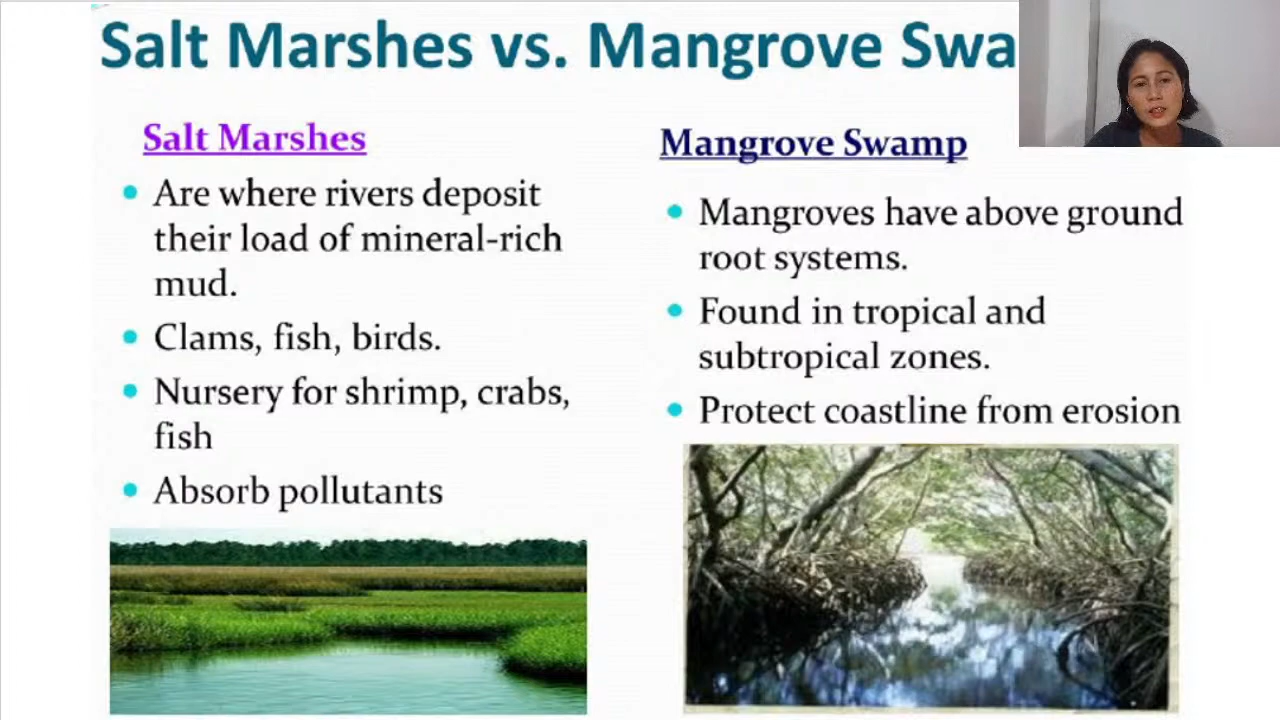 Salt Marshes vs. Mangrove Swa
Salt Marshes
Are where rivers deposit
their load of mineral-rich
mud.
Clams, fish, birds.
Nursery for shrimp, crabs,
fish
Absorb pollutants
Mangrove Swamp
Mangroves have above ground
root systems.
Found in tropical and
subtropical zones.
Protect coastline from erosion